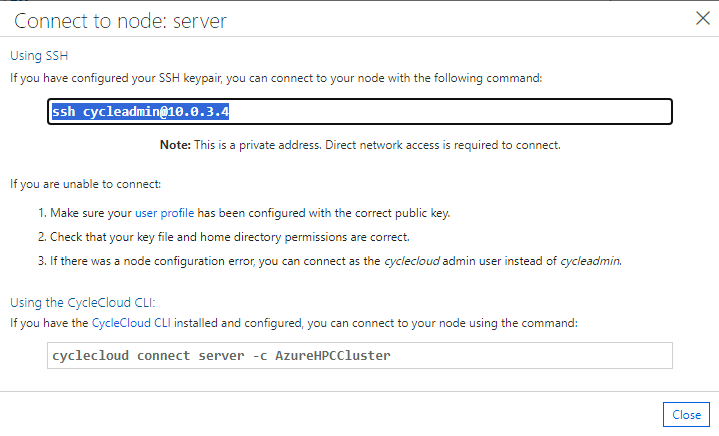 Connect to node: server
Using SSH
If you have configured your SSH keypair, you can connect to your node with the following command:
ssh cycleadmin@10.0.3.4
Note: This is a private address. Direct network access is required to connect.
If you are unable to connect:
1. Make sure your user profile has been configured with the correct public key.
2. Check that your key file and home directory permissions are correct.
3. If there was a node configuration error, you can connect as the cyclecloud admin user instead of cycleadmin.
Using the CycleCloud CLI:
If you have the CycleCloud CLI installed and configured, you can connect to your node using the command:
cyclecloud connect server -c AzureHPCCluster
Close